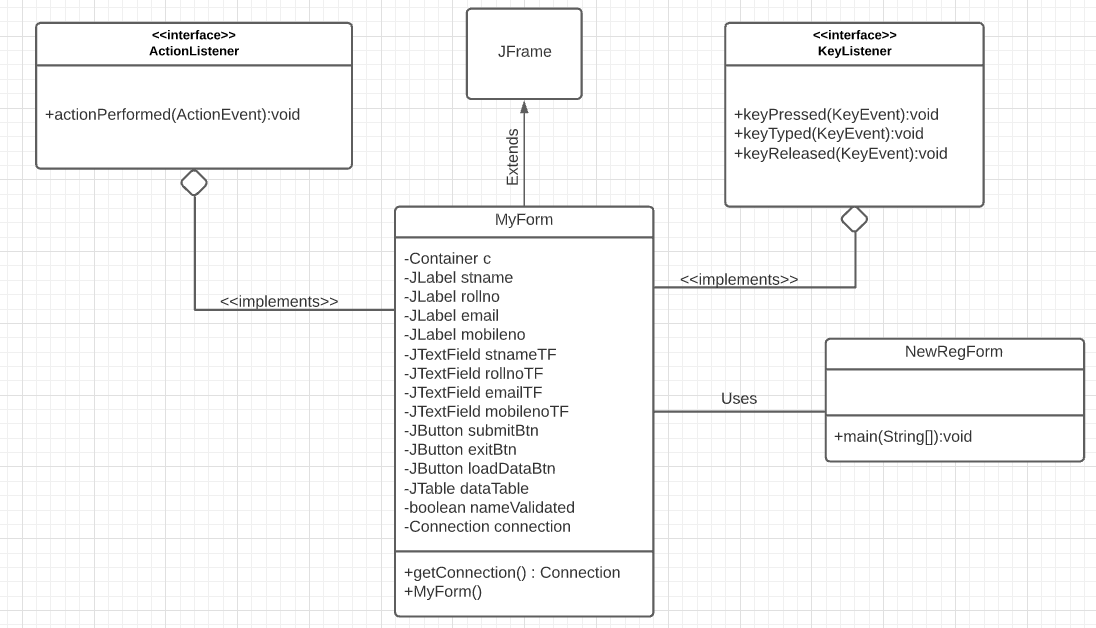 <<interface>>
ActionListener
+actionPerformed(ActionEvent):void
JFrame
Extends
<<interface>>
KeyListener
+keyPressed(KeyEvent):void
+keyTyped(KeyEvent):void
+keyReleased(KeyEvent):void
<<implements>>
<<implements>>
MyForm
-Container c
-JLabel stname
-JLabel rollno
-JLabel email
-JLabel mobileno
-JTextField stnameTF
-JTextField rollnoTF
-JTextField emailTF
-JTextField mobilenoTF
-JButton submitBtn
-JButton exitBtn
-JButton loadDataBtn
-JTable dataTable
-boolean nameValidated
-Connection connection
+getConnection() : Connection
+MyForm()
Uses
NewRegForm
+main(String[]):void